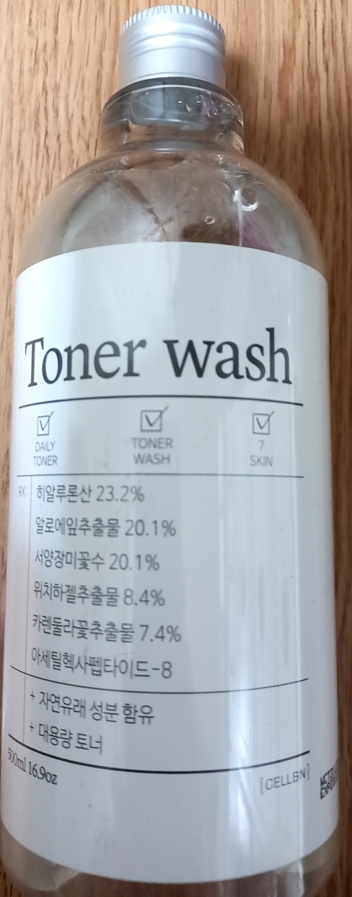 Toner wash
DAILY TONER
TONER WASH
7 SKIN
RX
히알루론산 23.2%
알로에잎추출물 20.1%
서양장미꽃수 20.1%
위치하젤추출물 8.4%
카렌둘라꽃추출물 7.4%
아세틸헥사펩타이드-8
+ 자연유래 성분 함유
+ 대용량 토너
500ml 16.9oz
[CELLBN]